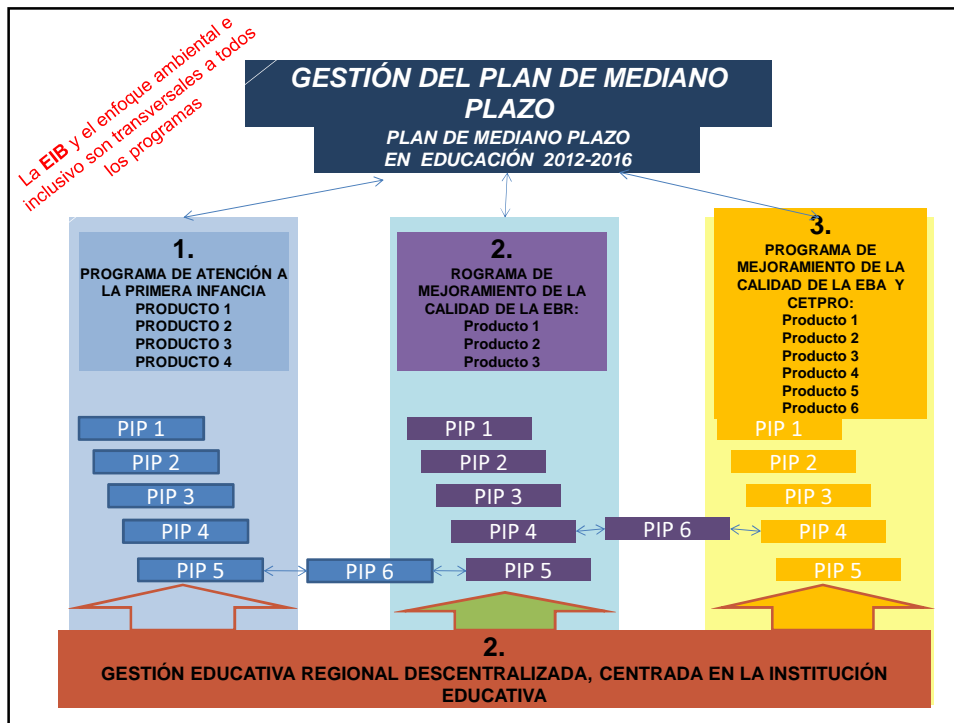 La EIB y el enfoque ambiental e
inclusivo son transversales a todos
los programas
GESTIÓN DEL PLAN DE MEDIANO
PLAZO
PLAN DE MEDIANO PLAZO
EN EDUCACIÓN 2012-2016
1.
PROGRAMA DE ATENCIÓN A
LA PRIMERA INFANCIA
PRODUCTO 1
PRODUCTO 2
PRODUCTO 3
PRODUCTO 4
PIP 1
PIP 2
PIP 3
PIP 4
PIP 5
PIP 6
2.
ROGRAMA DE
MEJORAMIENTO DE LA
CALIDAD DE LA EBR:
Producto 1
Producto 2
Producto 3
PIP 1
PIP 2
PIP 3
PIP 4
PIP 5
PIP 6
3.
PROGRAMA DE
MEJORAMIENTO DE LA
CALIDAD DE LA EBA Y
CETPRO:
Producto 1
Producto 2
Producto 3
Producto 4
Producto 5
Producto 6
PIP 1
PIP 2
PIP 3
PIP 4
PIP 5
2.
GESTIÓN EDUCATIVA REGIONAL DESCENTRALIZADA, CENTRADA EN LA INSTITUCIÓN
EDUCATIVA